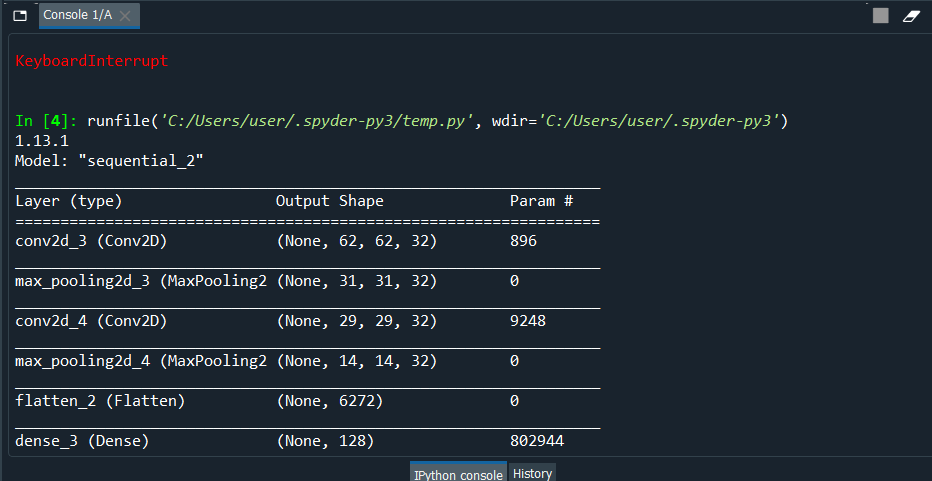 Console 1/A
KeyboardInterrupt
In [4]: runfile('C:/Users/user/.spyder-py3/temp.py', wdir='C:/Users/user/.spyder-py3')
1.13.1
Model: "sequential_2"
_________________________________________________________________
Layer (type)                 Output Shape              Param #
=================================================================
conv2d_3 (Conv2D)            (None, 62, 62, 32)        896
_________________________________________________________________
max_pooling2d_3 (MaxPooling2 (None, 31, 31, 32)        0
_________________________________________________________________
conv2d_4 (Conv2D)            (None, 29, 29, 32)        9248
_________________________________________________________________
max_pooling2d_4 (MaxPooling2 (None, 14, 14, 32)        0
_________________________________________________________________
flatten_2 (Flatten)          (None, 6272)              0
_________________________________________________________________
dense_3 (Dense)              (None, 128)               802944
IPython console History